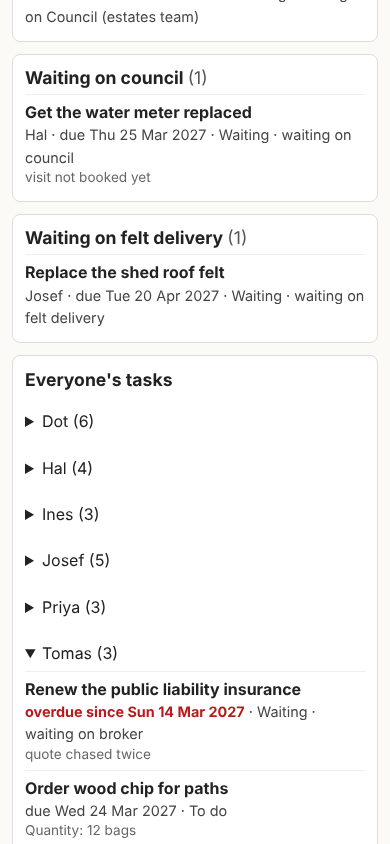 on Council (estates team)
Waiting on council (1)
Get the water meter replaced
Hal · due Thu 25 Mar 2027 · Waiting · waiting on
council
visit not booked yet
Waiting on felt delivery (1)
Replace the shed roof felt
Josef · due Tue 20 Apr 2027 · Waiting · waiting on
felt delivery
Everyone's tasks
▶ Dot (6)
▶ Hal (4)
▶ Ines (3)
▶ Josef (5)
▶ Priya (3)
▼ Tomas (3)
Renew the public liability insurance
overdue since Sun 14 Mar 2027 · Waiting ·
waiting on broker
quote chased twice
Order wood chip for paths
due Wed 24 Mar 2027 · To do
Quantity: 12 bags